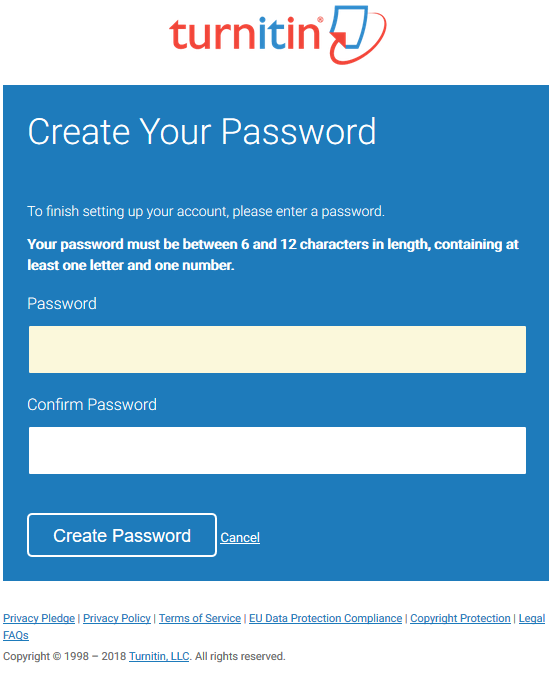 turnitin®
Create Your Password
To finish setting up your account, please enter a password.
Your password must be between 6 and 12 characters in length, containing at
least one letter and one number.
Password
Confirm Password
Create Password Cancel
Privacy Pledge | Privacy Policy | Terms of Service | EU Data Protection Compliance | Copyright Protection | Legal
FAQs
Copyright © 1998 – 2018 Turnitin, LLC. All rights reserved.